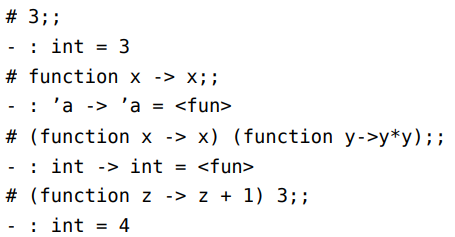 # 3;;
- : int = 3
# function x -> x;;
- : ’a -> ’a = <fun>
# (function x -> x) (function y->y*y);;
- : int -> int = <fun>
# (function z -> z + 1) 3;;
- : int = 4